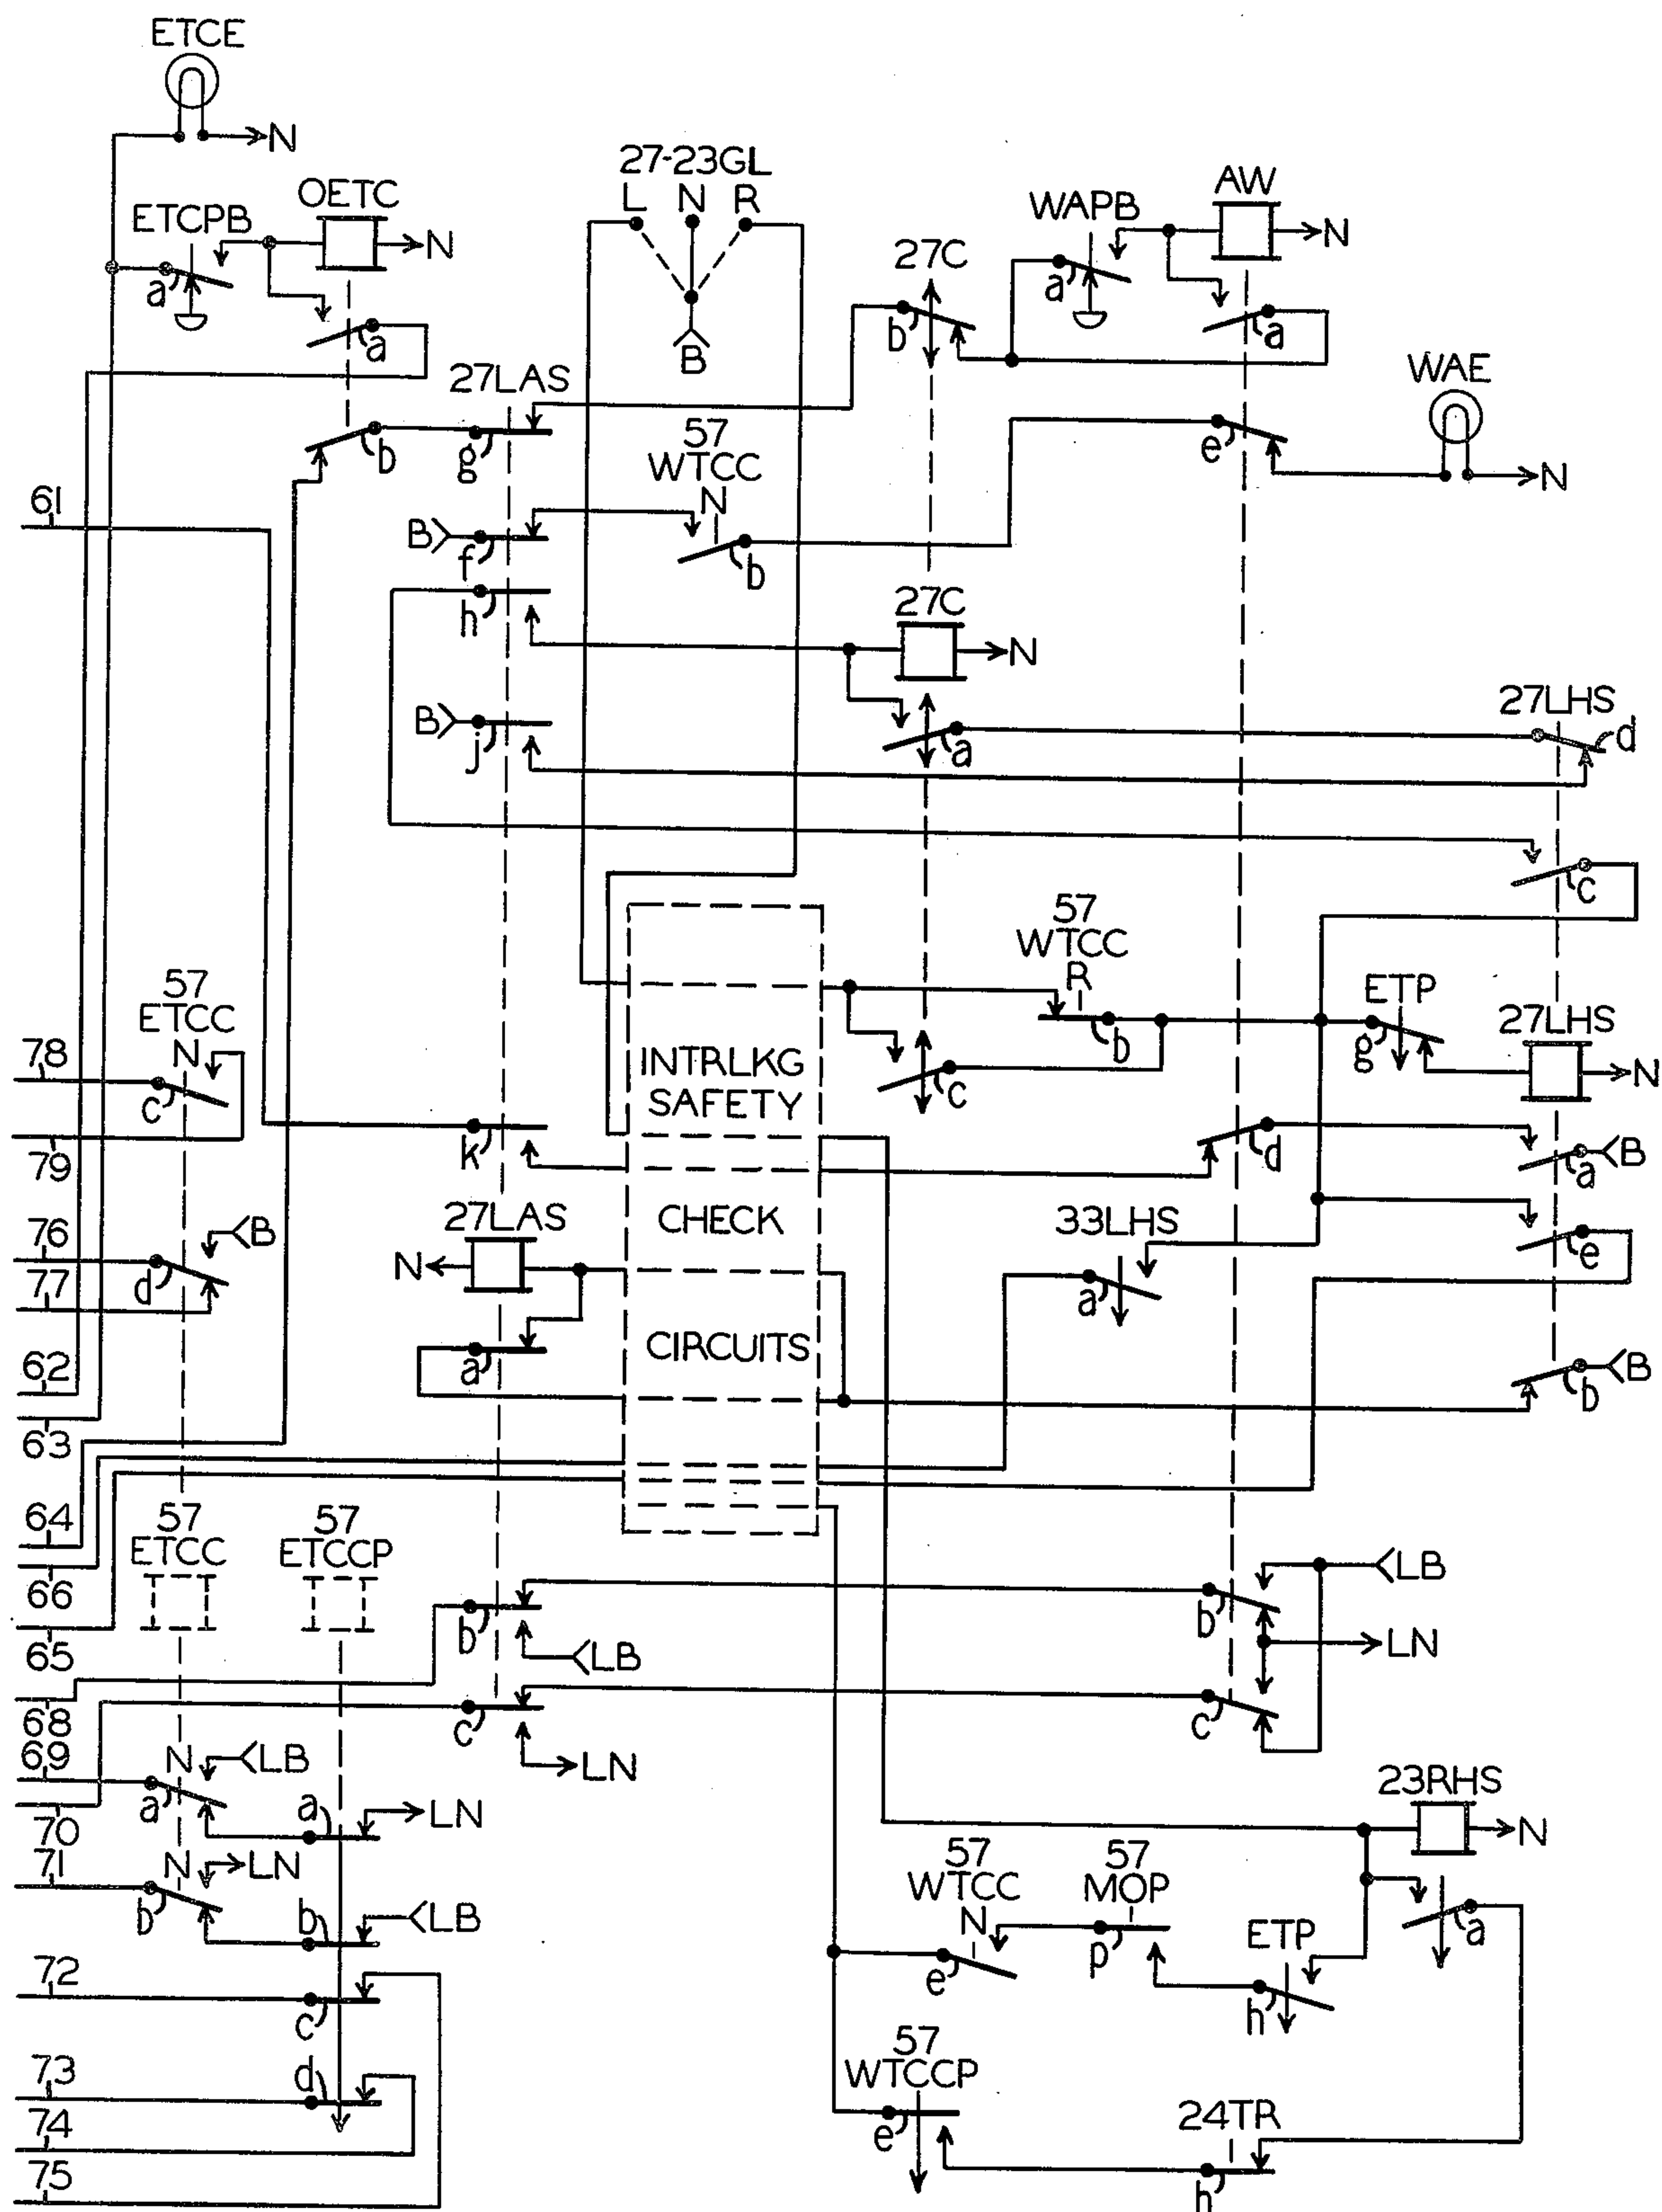 ETCE
N
27-23GL
L N R
B
ETCPB
OETC
N
a
a
WAPB
AW
N
a
a
27C
b
27LAS
b
g
57
WTCC
N
e
WAE
N
61
B
f
b
h
27C
N
B
j
a
27LHS
d
c
57
WTCC
R
b
57
ETCC
N
78
c
79
INTRLKG
SAFETY
CHECK
CIRCUITS
c
ETP
g
27LHS
N
k
d
a
B
76
B
d
77
27LAS
N
33LHS
a
e
a
62
b
B
63
64
57
ETCC
57
ETCCP
66
65
b
LB
b
LB
LN
68
c
LN
c
69
N
LB
a
a
LN
70
23RHS
N
71
N
LN
b
b
LB
57
WTCC
N
e
57
MOP
p
ETP
h
a
72
c
73
d
57
WTCCP
e
24TR
h
74
75